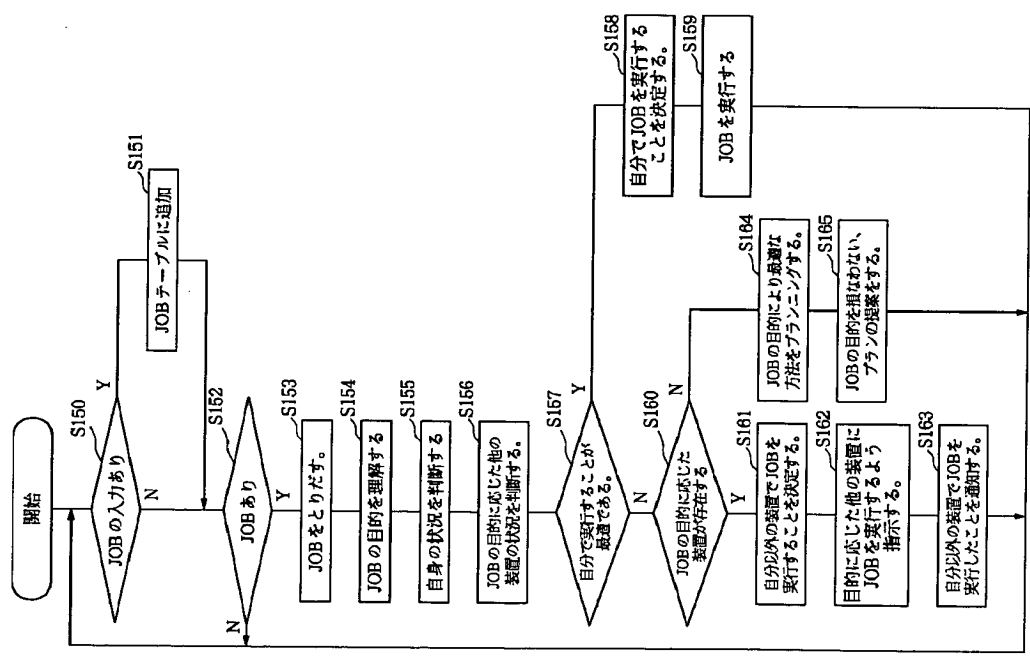 開始
S150
JOBの入力あり
Y
N
S151
JOBテーブルに追加
S152
JOBあり
N
Y
S153
JOBをとりだす。
S154
JOBの目的を理解する
S155
自身の状況を判断する
S156
JOBの目的に応じた他の
装置の状況を判断する。
S157
自分で実行することが
最適である。
Y
N
S158
自分でJOBを実行する
ことを決定する。
S159
JOBを実行する
S160
JOBの目的に応じた
装置が存在する
N
Y
S161
自分以外の装置でJOBを
実行することを決定する。
S162
目的に応じた他の装置に
JOBを実行するよう
指示する。
S163
自分以外の装置でJOBを
実行したことを通知する。
S164
JOBの目的により最適な
方法をプランニングする。
S165
JOBの目的を損なわない、
プランの提案をする。